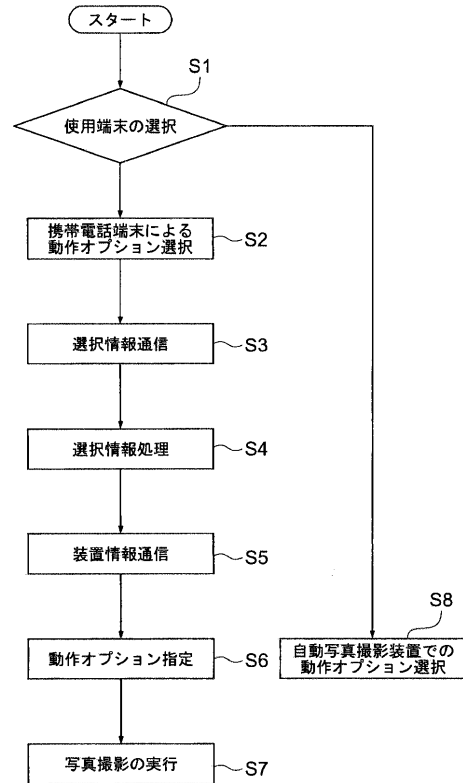 スタート
S1
使用端末の選択
携帯電話端末による
動作オプション選択
S2
選択情報通信
S3
選択情報処理
S4
装置情報通信
S5
動作オプション指定
S6
S8
自動写真撮影装置での
動作オプション選択
写真撮影の実行
S7